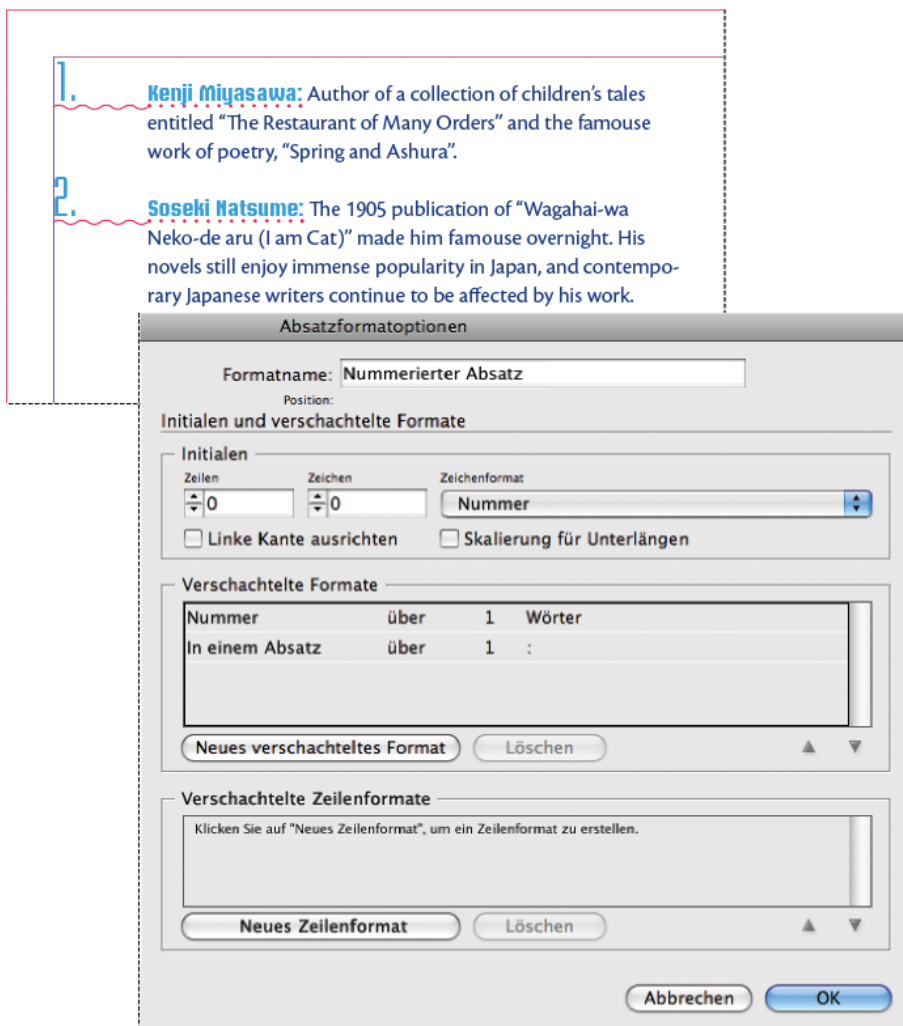 1.
Kenji Miyasawa: Author of a collection of children’s tales
entitled “The Restaurant of Many Orders” and the famouse
work of poetry, “Spring and Ashura”.
2.
Soseki Natsume: The 1905 publication of “Wagahai-wa
Neko-de aru (I am Cat)” made him famouse overnight. His
novels still enjoy immense popularity in Japan, and contempo-
rary Japanese writers continue to be affected by his work.
Absatzformatoptionen
Formatname: Nummerierter Absatz
Position:
Initialen und verschachtelte Formate
Initialen
Zeilen Zeichen Zeichenformat
0 0 Nummer
Linke Kante ausrichten Skalierung für Unterlängen
Verschachtelte Formate
Nummer über 1 Wörter
In einem Absatz über 1 :
Neues verschachteltes Format Löschen
Verschachtelte Zeilenformate
Klicken Sie auf "Neues Zeilenformat", um ein Zeilenformat zu erstellen.
Neues Zeilenformat Löschen
Abbrechen OK